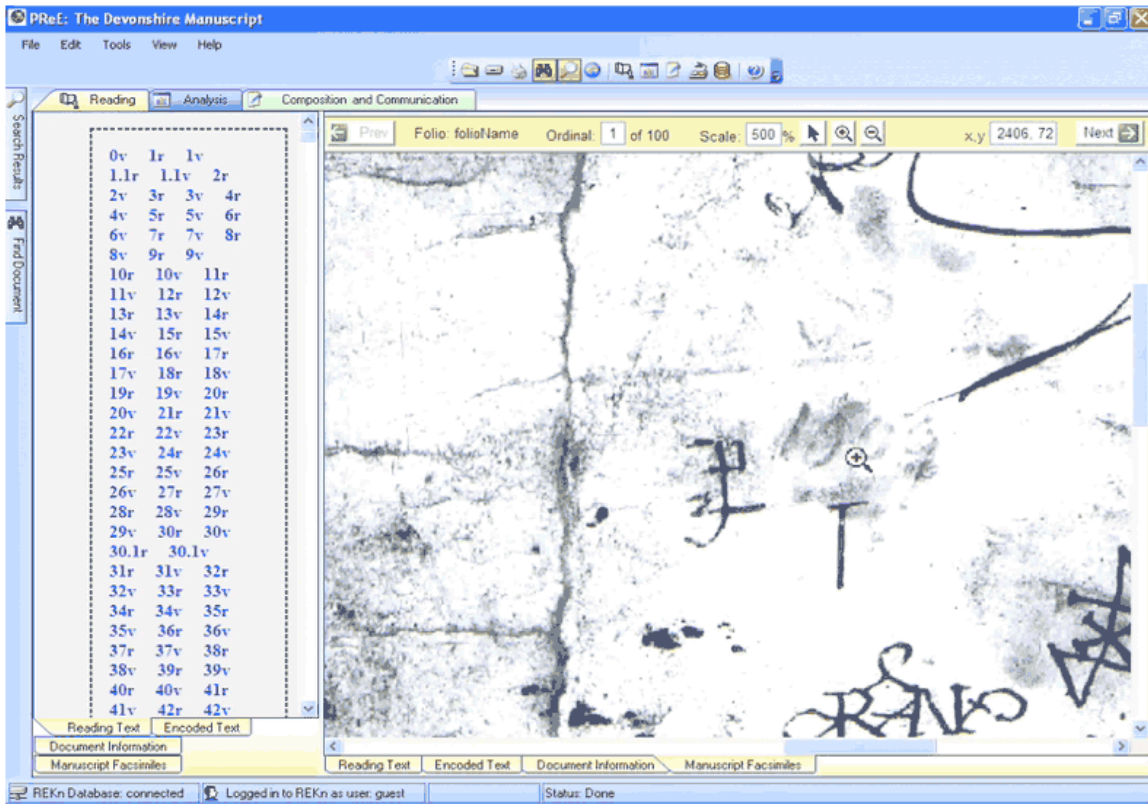 PReE: The Devonshire Manuscript
File Edit Tools View Help
Reading Analysis Composition and Communication
Search Results
Find Document
Prev Folio: folioName Ordinal: 1 of 100 Scale: 500 % x,y 2406, 72 Next
0v 1r 1v
1.1r 1.1v 2r
2v 3r 3v 4r
4v 5r 5v 6r
6v 7r 7v 8r
8v 9r 9v
10r 10v 11r
11v 12r 12v
13r 13v 14r
14v 15r 15v
16r 16v 17r
17v 18r 18v
19r 19v 20r
20v 21r 21v
22r 22v 23r
23v 24r 24v
25r 25v 26r
26v 27r 27v
28r 28v 29r
29v 30r 30v
30.1r 30.1v
31r 31v 32r
32v 33r 33v
34r 34v 35r
35v 36r 36v
37r 37v 38r
38v 39r 39v
40r 40v 41r
41v 42r 42v
Reading Text Encoded Text
Document Information
Manuscript Facsimiles
Reading Text Encoded Text Document Information Manuscript Facsimiles
REKn Database: connected Logged in to REKn as user: guest Status: Done